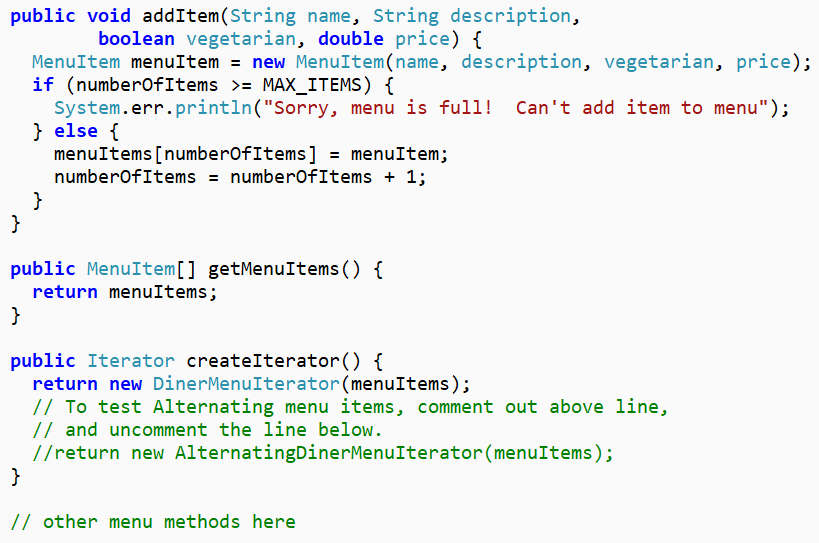 public void addItem(String name, String description,
        boolean vegetarian, double price) {
  MenuItem menuItem = new MenuItem(name, description, vegetarian, price);
  if (numberOfItems >= MAX_ITEMS) {
    System.err.println("Sorry, menu is full!  Can't add item to menu");
  } else {
    menuItems[numberOfItems] = menuItem;
    numberOfItems = numberOfItems + 1;
  }
}

public MenuItem[] getMenuItems() {
  return menuItems;
}

public Iterator createIterator() {
  return new DinerMenuIterator(menuItems);
  // To test Alternating menu items, comment out above line,
  // and uncomment the line below.
  //return new AlternatingDinerMenuIterator(menuItems);
}

// other menu methods here